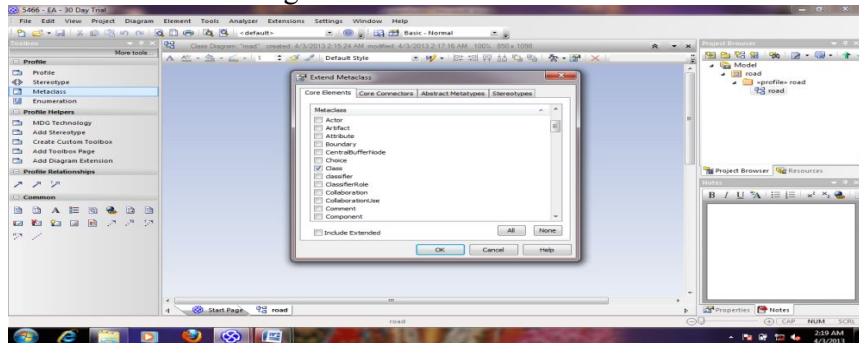 5466 - EA - 30 Day Trial
File Edit View Project Diagram Element Tools Analyzer Extensions Settings Window Help
<default> Basic - Normal
Toolbox
More tools...
Profile
Profile
Stereotype
Metaclass
Enumeration
Profile Helpers
MDG Technology
Add Stereotype
Create Custom Toolbox
Add Toolbox Page
Add Diagram Extension
Profile Relationships
Common
Class Diagram: "road" created: 4/3/2013 2:15:24 AM modified: 4/3/2013 2:17:16 AM 100% 850 x 1098
Default Style
Extend Metaclass
Core Elements Core Connectors Abstract Metatypes Stereotypes
Metaclass
Actor
Artifact
Attribute
Boundary
CentralBufferNode
Choice
Class
classifier
ClassifierRole
Collaboration
CollaborationUse
Comment
Component
Include Extended All None
OK Cancel Help
Start Page road
Project Browser
Model
road
«profile» road
road
Project Browser Resources
Notes
B I U A
Properties Notes
road CAP NUM SCRL
2:19 AM
4/3/2013